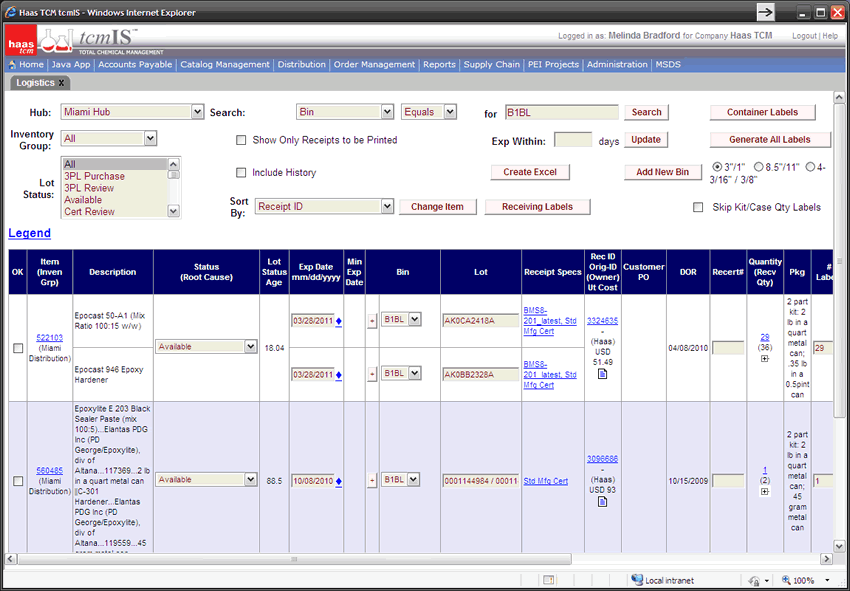 Haas TCM tcmIS - Windows Internet Explorer
haas tcm
tcmIS™
TOTAL CHEMICAL MANAGEMENT
Logged in as: Melinda Bradford for Company Haas TCM Logout | Help
Home | Java App | Accounts Payable | Catalog Management | Distribution | Order Management | Reports | Supply Chain | PEI Projects | Administration | MSDS
Logistics x
Hub: Miami Hub Search: Bin Equals for B1BL Search Container Labels
Inventory Group: All Show Only Receipts to be Printed Exp Within: days Update Generate All Labels
Lot Status:
All
3PL Purchase
3PL Review
Available
Cert Review
Include History Create Excel Add New Bin 3"/1" 8.5"/11" 4-
3/16" / 3/8"
Sort By: Receipt ID Change Item Receiving Labels Skip Kit/Case Qty Labels
Legend
OK
Item
(Inven
Grp)
Description
Status
(Root Cause)
Lot
Status
Age
Exp Date
mm/dd/yyyy
Min
Exp
Date
Bin
Lot
Receipt Specs
Rec ID
Orig-ID
(Owner)
Ut Cost
Customer
PO
DOR
Recert#
Quantity
(Recv
Qty)
Pkg
#
Labe
522103
(Miami
Distribution)
Epocast 50-A1 (Mix
Ratio 100:15 w/w)
Epocast 946 Epoxy
Hardener
Available
18.04
03/28/2011
+
B1BL
AK0CA2418A
BMS8-
201_latest, Std
Mfg Cert
03/28/2011
+
B1BL
AK0BB2328A
BMS8-
201_latest, Std
Mfg Cert
3324635
-
(Haas)
USD
51.49
04/08/2010
29
(36)
2 part
kit: 2
lb in a
quart
metal
can;
.35 lb
in a
0.5pint
can
29
560485
(Miami
Distribution)
Epoxylite E 203 Black
Sealer Paste (mix
100:5)...Elantas PDG
Inc (PD
George/Epoxylite),
div of
Altana...117369...2 lb
in a quart metal can
[(C-301
Hardener...Elantas
PDG Inc (PD
George/Epoxylite),
div of
Altana...119559...45
Available
88.5
10/08/2010
+
B1BL
0001144984 / 00011
Std Mfg Cert
3096686
-
(Haas)
USD 93
10/15/2009
1
(2)
2 part
kit: 2
lb in a
quart
metal
can;
45
gram
metal
can
1
Local intranet
100%